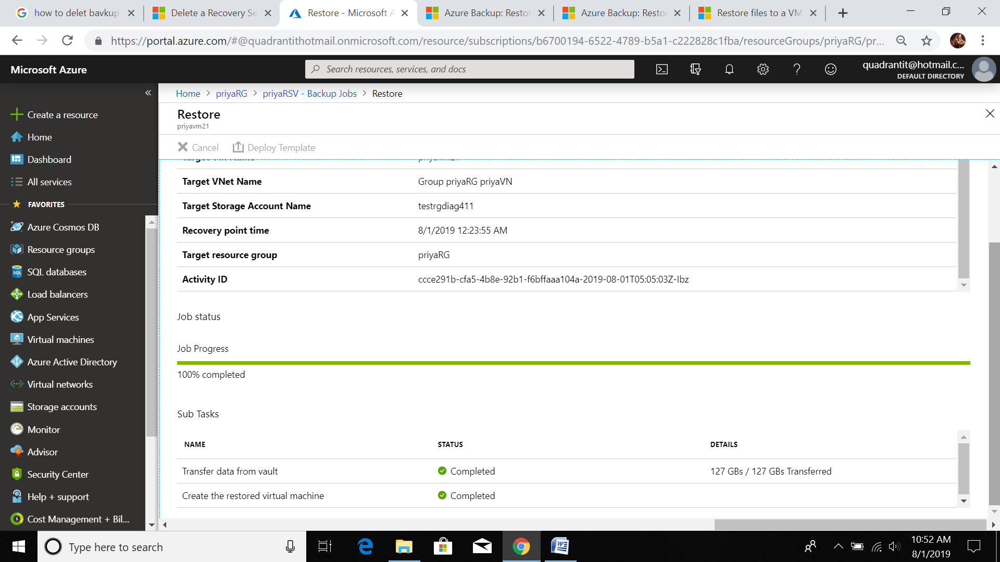 how to delet bavkup
Delete a Recovery Se
Restore - Microsoft A
Azure Backup: Restor
Azure Backup: Restor
Restore files to a VM
https://portal.azure.com/#@quadrantithotmail.onmicrosoft.com/resource/subscriptions/b6700194-6522-4789-b5a1-c222828c1fba/resourceGroups/priyaRG/pr...
Microsoft Azure
Search resources, services, and docs
quadrantit@hotmail.c...
DEFAULT DIRECTORY
Home > priyaRG > priyaRSV - Backup Jobs > Restore
Create a resource
Home
Dashboard
All services
FAVORITES
Azure Cosmos DB
Resource groups
SQL databases
Load balancers
App Services
Virtual machines
Azure Active Directory
Virtual networks
Storage accounts
Monitor
Advisor
Security Center
Help + support
Cost Management + Bil...
Restore
priyavm21
Cancel
Deploy Template
Target VNet Name Group priyaRG priyaVN
Target Storage Account Name testrgdiag411
Recovery point time 8/1/2019 12:23:55 AM
Target resource group priyaRG
Activity ID ccce291b-cfa5-4b8e-92b1-f6bffaaa104a-2019-08-01T05:05:03Z-Ibz
Job status
Job Progress
100% completed
Sub Tasks
NAME STATUS DETAILS
Transfer data from vault Completed 127 GBs / 127 GBs Transferred
Create the restored virtual machine Completed
Type here to search
10:52 AM
8/1/2019